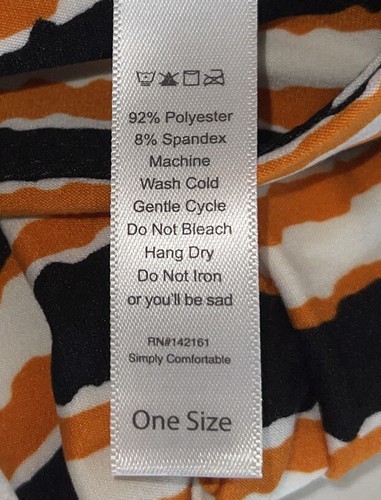 92% Polyester
8% Spandex
Machine
Wash Cold
Gentle Cycle
Do Not Bleach
Hang Dry
Do Not Iron
or you'll be sad
RN#142161
Simply Comfortable
One Size